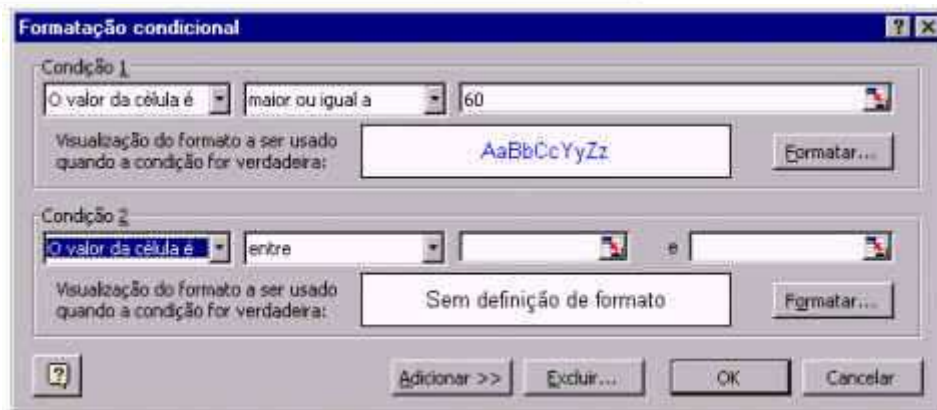 Formatação condicional
Condição 1
O valor da célula é maior ou igual a 60
Visualização do formato a ser usado
quando a condição for verdadeira:
AaBbCcYyZz
Formatar...
Condição 2
O valor da célula é entre e
Visualização do formato a ser usado
quando a condição for verdadeira:
Sem definição de formato
Formatar...
Adicionar >> Excluir... OK Cancelar